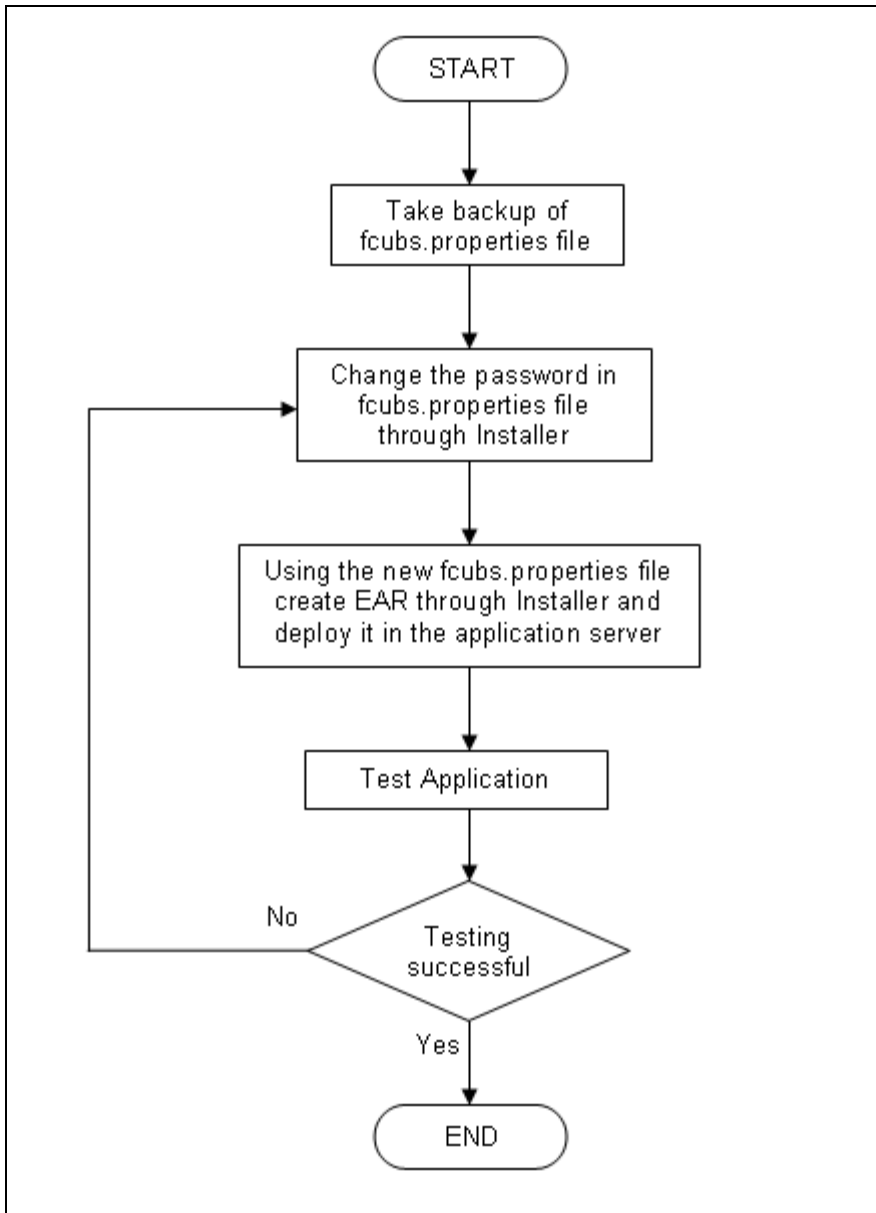 START
Take backup of
fcubs.properties file
Change the password in
fcubs.properties file
through Installer
Using the new fcubs.properties file
create EAR through Installer and
deploy it in the application server
Test Application
No
Testing
successful
Yes
END